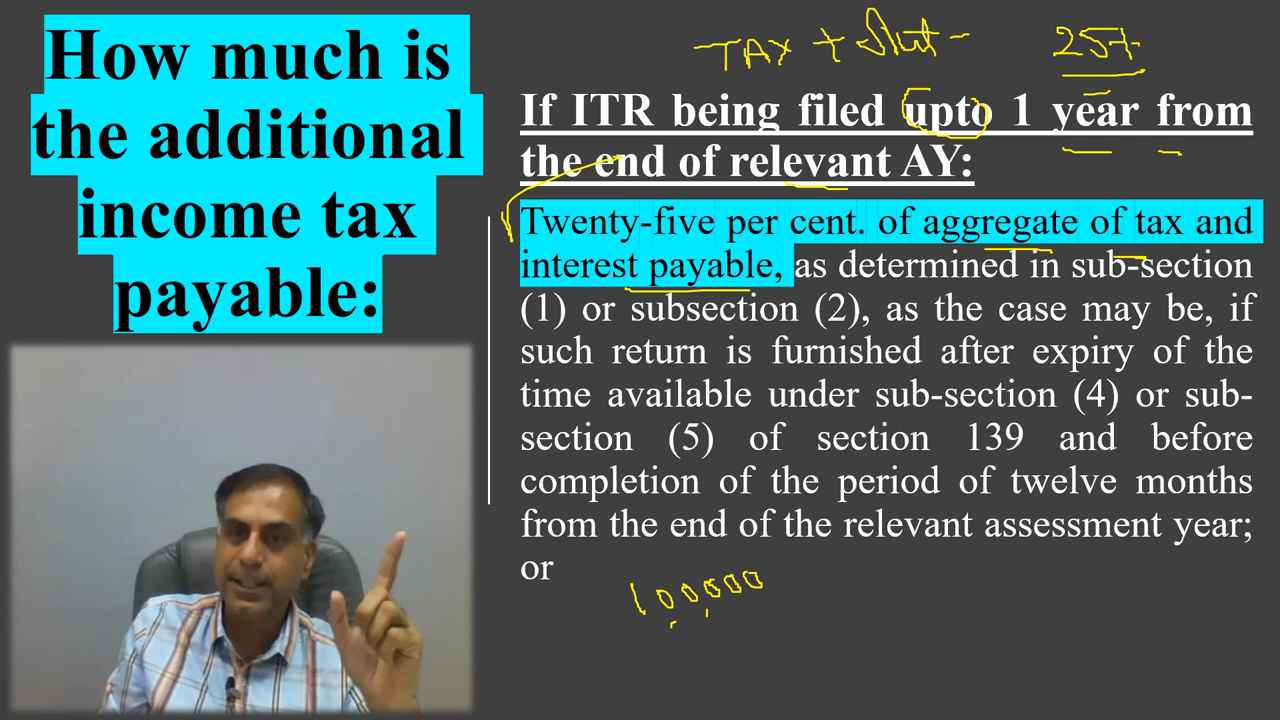 How much is
the additional
income tax
payable:
TAX + Int - 25%
If ITR being filed upto 1 year from
the end of relevant AY:
Twenty-five per cent. of aggregate of tax and
interest payable, as determined in sub-section
(1) or subsection (2), as the case may be, if
such return is furnished after expiry of the
time available under sub-section (4) or sub-
section (5) of section 139 and before
completion of the period of twelve months
from the end of the relevant assessment year;
or
1,00,000